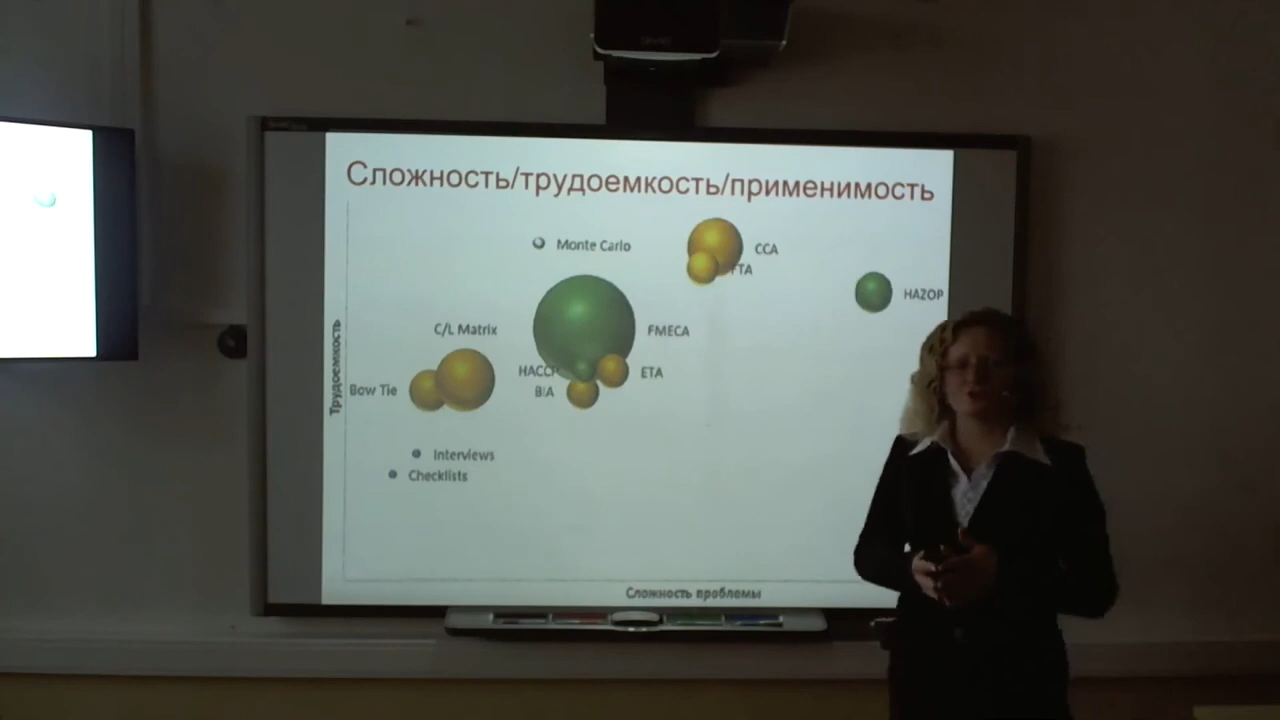 Сложность/трудоемкость/применимость
Monte Carlo
CCA
FTA
HAZOP
C/L Matrix
FMECA
HACCP
ETA
Bow Tie
BIA
Interviews
Checklists
Трудоемкость
Сложность проблемы